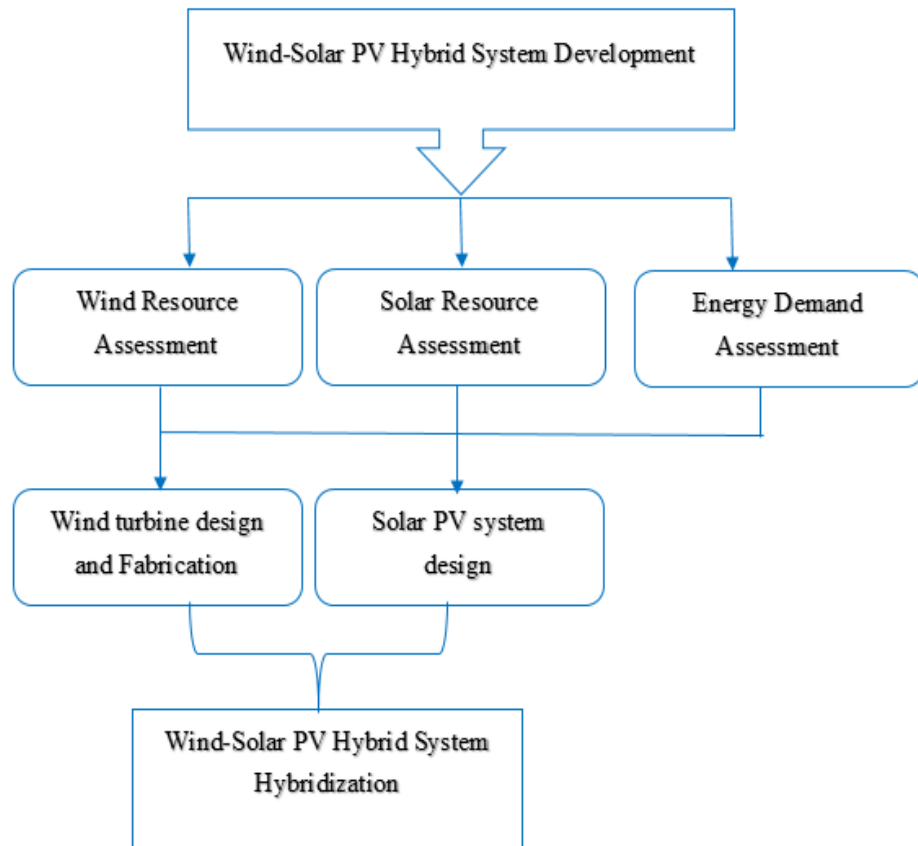 Wind-Solar PV Hybrid System Development
Wind Resource
Assessment
Solar Resource
Assessment
Energy Demand
Assessment
Wind turbine design
and Fabrication
Solar PV system
design
Wind-Solar PV Hybrid System
Hybridization